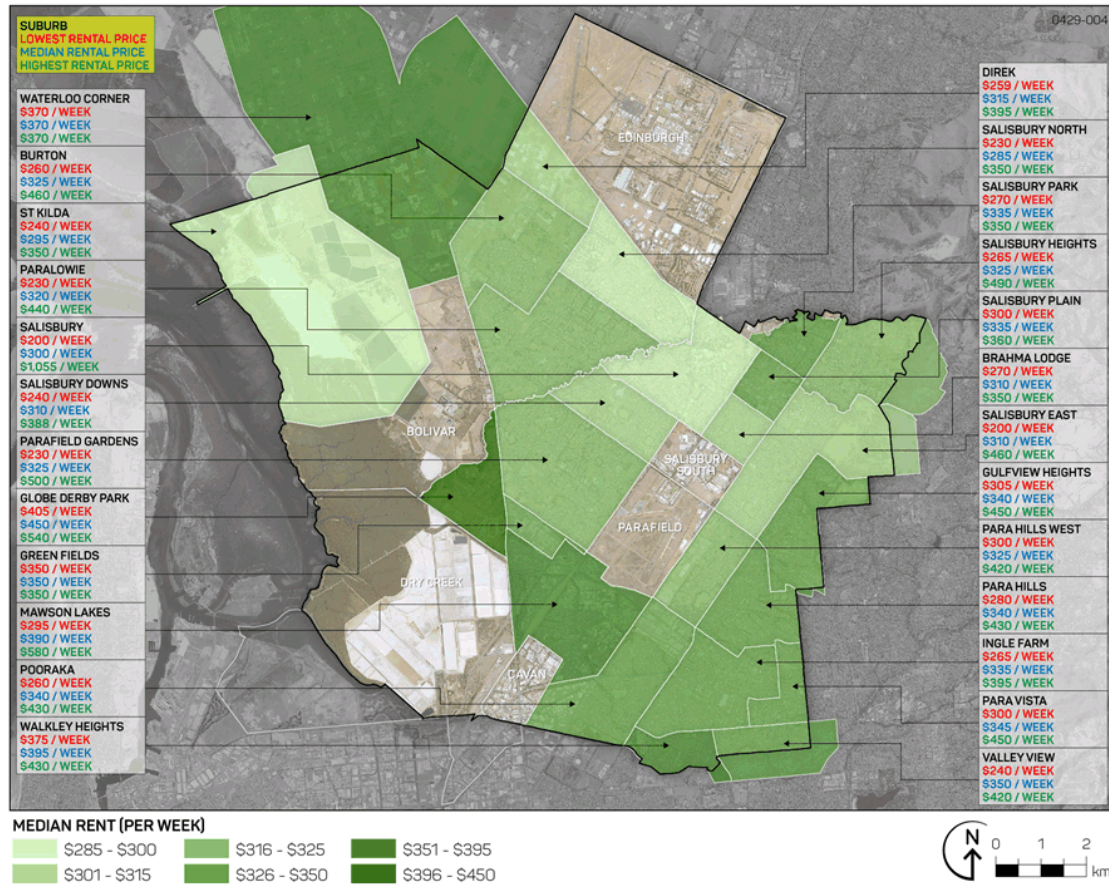 SUBURB
LOWEST RENTAL PRICE
MEDIAN RENTAL PRICE
HIGHEST RENTAL PRICE
0429-004
WATERLOO CORNER
$370 / WEEK
$370 / WEEK
$370 / WEEK
BURTON
$260 / WEEK
$325 / WEEK
$460 / WEEK
ST KILDA
$240 / WEEK
$295 / WEEK
$350 / WEEK
PARALOWIE
$230 / WEEK
$320 / WEEK
$440 / WEEK
SALISBURY
$200 / WEEK
$300 / WEEK
$1,055 / WEEK
SALISBURY DOWNS
$240 / WEEK
$310 / WEEK
$388 / WEEK
PARAFIELD GARDENS
$230 / WEEK
$325 / WEEK
$500 / WEEK
GLOBE DERBY PARK
$405 / WEEK
$450 / WEEK
$540 / WEEK
GREEN FIELDS
$350 / WEEK
$350 / WEEK
$350 / WEEK
MAWSON LAKES
$295 / WEEK
$390 / WEEK
$580 / WEEK
POORAKA
$260 / WEEK
$340 / WEEK
$430 / WEEK
WALKLEY HEIGHTS
$375 / WEEK
$395 / WEEK
$430 / WEEK
EDINBURGH
BOLIVAR
SALISBURY
SOUTH
PARAFIELD
DRY CREEK
CAVAN
DIREK
$259 / WEEK
$315 / WEEK
$395 / WEEK
SALISBURY NORTH
$230 / WEEK
$285 / WEEK
$350 / WEEK
SALISBURY PARK
$270 / WEEK
$335 / WEEK
$350 / WEEK
SALISBURY HEIGHTS
$265 / WEEK
$325 / WEEK
$490 / WEEK
SALISBURY PLAIN
$300 / WEEK
$335 / WEEK
$360 / WEEK
BRAHMA LODGE
$270 / WEEK
$310 / WEEK
$350 / WEEK
SALISBURY EAST
$200 / WEEK
$310 / WEEK
$460 / WEEK
GULFVIEW HEIGHTS
$305 / WEEK
$340 / WEEK
$450 / WEEK
PARA HILLS WEST
$300 / WEEK
$325 / WEEK
$420 / WEEK
PARA HILLS
$280 / WEEK
$340 / WEEK
$430 / WEEK
INGLE FARM
$265 / WEEK
$335 / WEEK
$395 / WEEK
PARA VISTA
$300 / WEEK
$345 / WEEK
$450 / WEEK
VALLEY VIEW
$240 / WEEK
$350 / WEEK
$420 / WEEK
MEDIAN RENT (PER WEEK)
$285 - $300
$316 - $325
$351 - $395
$301 - $315
$326 - $350
$396 - $450
N
0 1 2
km